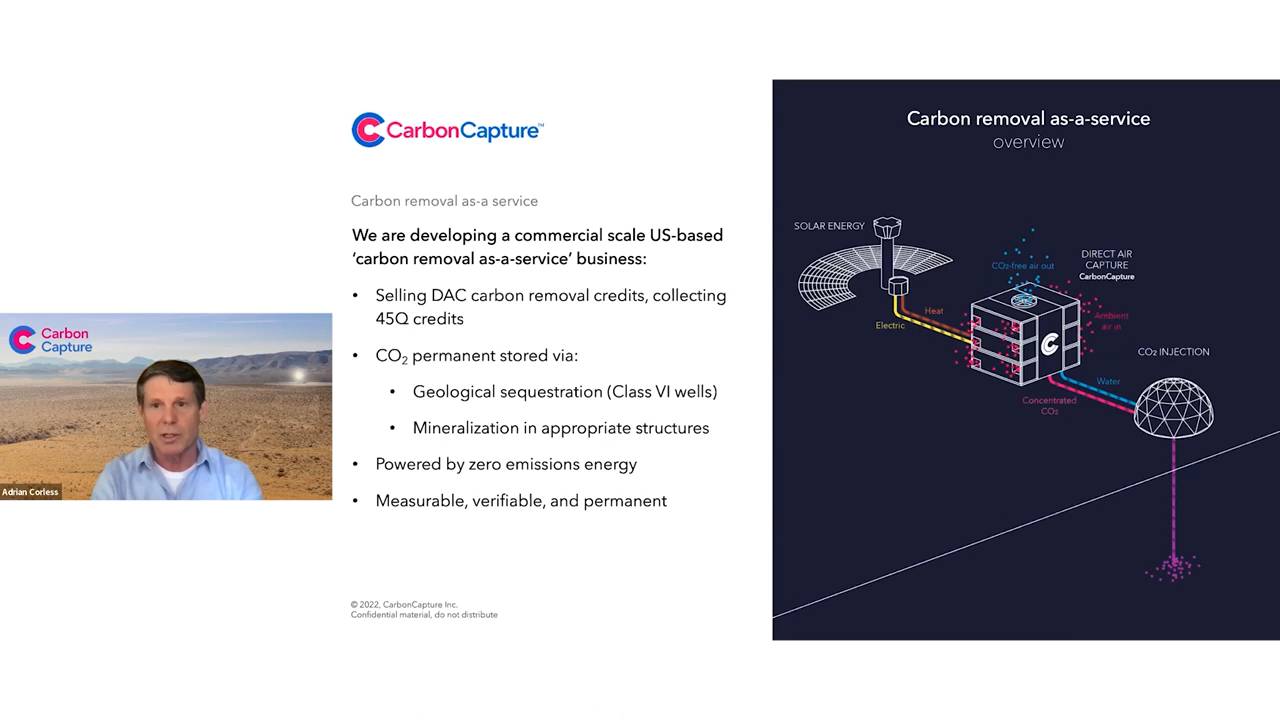 Carbon
Capture
Adrian Corless
CarbonCapture™
Carbon removal as-a service
We are developing a commercial scale US-based
‘carbon removal as-a-service’ business:
• Selling DAC carbon removal credits, collecting
45Q credits
• CO₂ permanent stored via:
• Geological sequestration (Class VI wells)
• Mineralization in appropriate structures
• Powered by zero emissions energy
• Measurable, verifiable, and permanent
© 2022, CarbonCapture Inc.
Confidential material, do not distribute
Carbon removal as-a-service
overview
SOLAR ENERGY
CO₂-free air out
DIRECT AIR
CAPTURE
CarbonCapture
Heat
Electric
Ambient
air in
CO₂ INJECTION
Water
Concentrated
CO₂